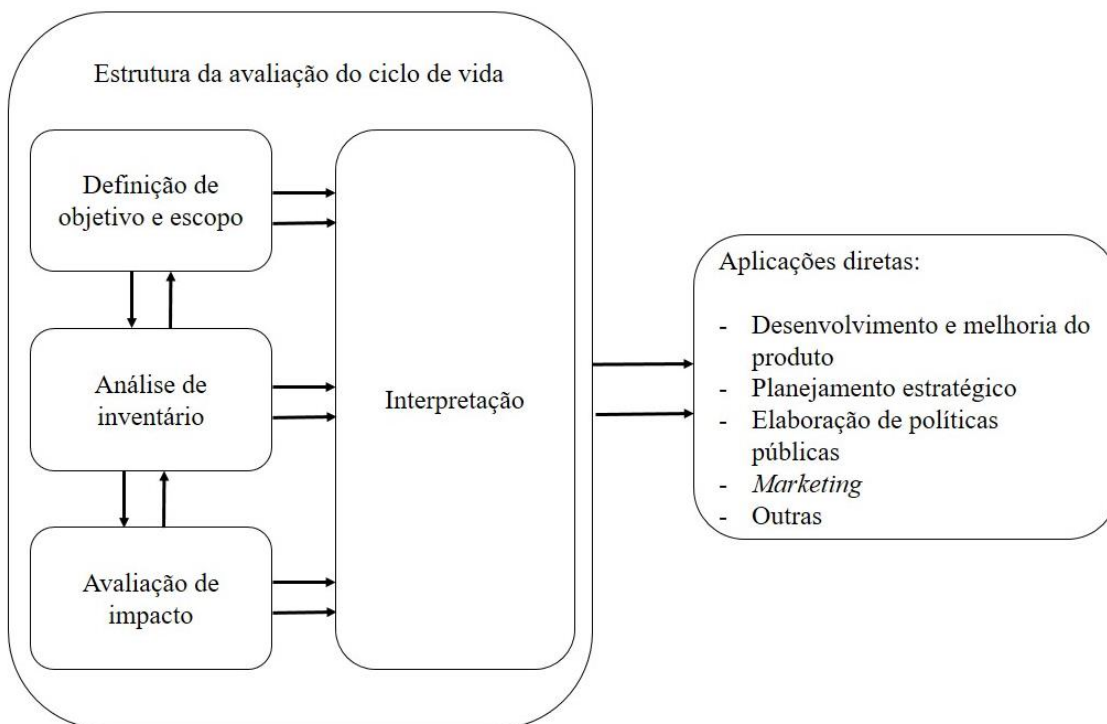 Estrutura da avaliação do ciclo de vida
Definição de
objetivo e escopo
Análise de
inventário
Avaliação de
impacto
Interpretação
Aplicações diretas:
- Desenvolvimento e melhoria do
produto
- Planejamento estratégico
- Elaboração de políticas
públicas
- Marketing
- Outras